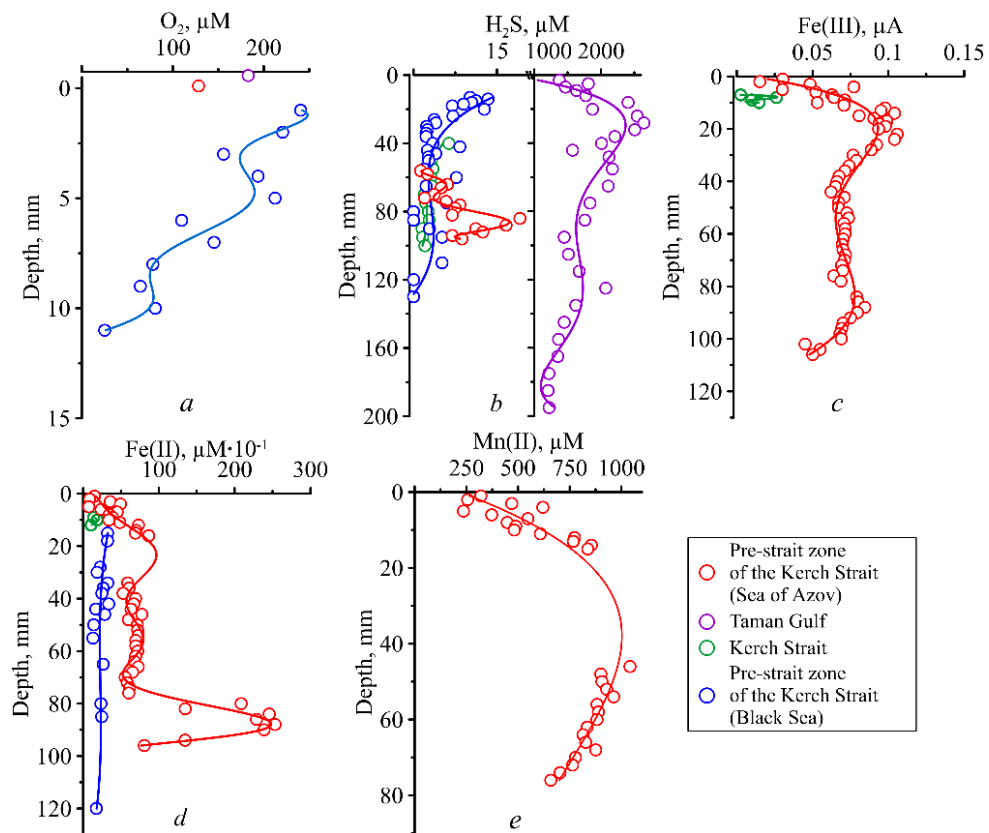 O₂, μM
100 200
0
5
10
15
Depth, mm
a
H₂S, μM
15 1000 2000
0
40
80
120
160
200
Depth, mm
b
Fe(III), μA
0.05 0.10 0.15
0
20
40
60
80
100
120
Depth, mm
c
Fe(II), μM·10⁻¹
100 200 300
0
20
40
60
80
100
120
Depth, mm
d
Mn(II), μM
250 500 750 1000
0
20
40
60
80
Depth, mm
e
Pre-strait zone
of the Kerch Strait
(Sea of Azov)
Taman Gulf
Kerch Strait
Pre-strait zone
of the Kerch Strait
(Black Sea)